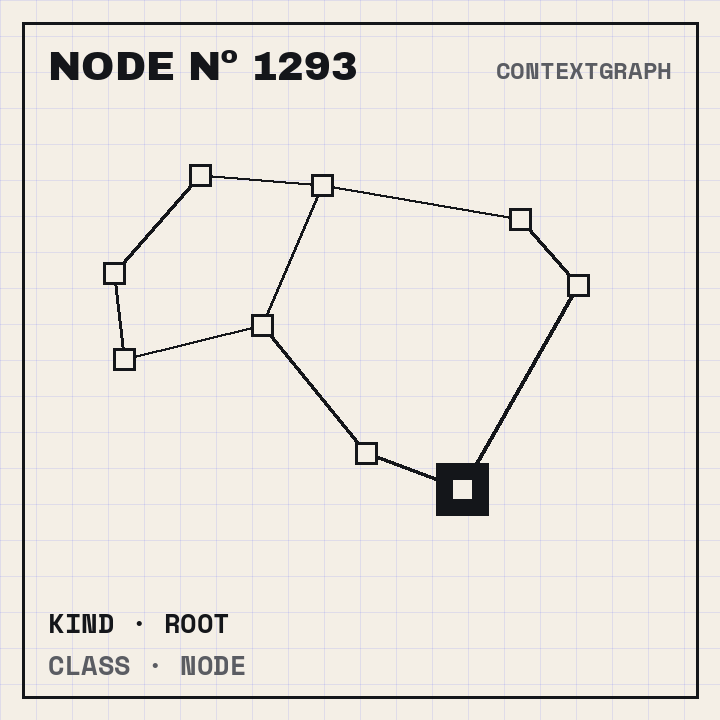 NODE Nº 1293
CONTEXTGRAPH
KIND · ROOT
CLASS · NODE